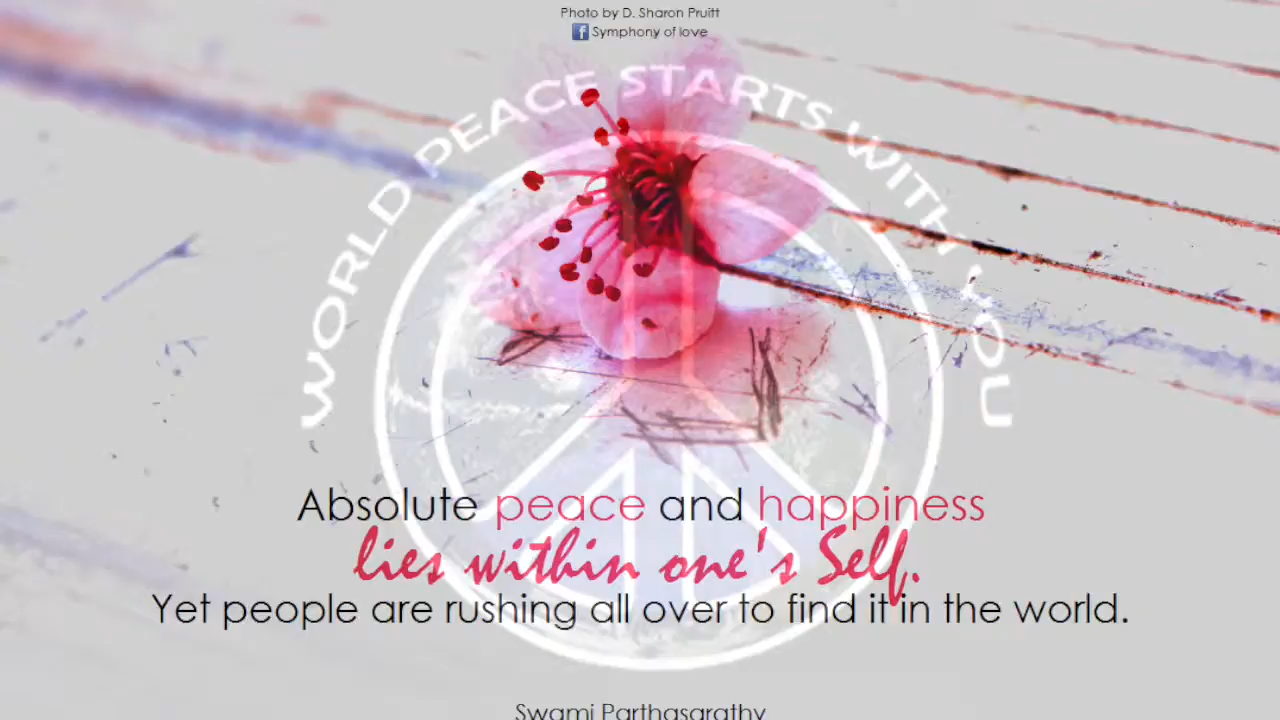 Photo by D. Sharon Pruitt
Symphony of love
WORLD PEACE STARTS WITH YOU
Absolute peace and happiness
lies within one's Self.
Yet people are rushing all over to find it in the world.
Swami Parthasarathy